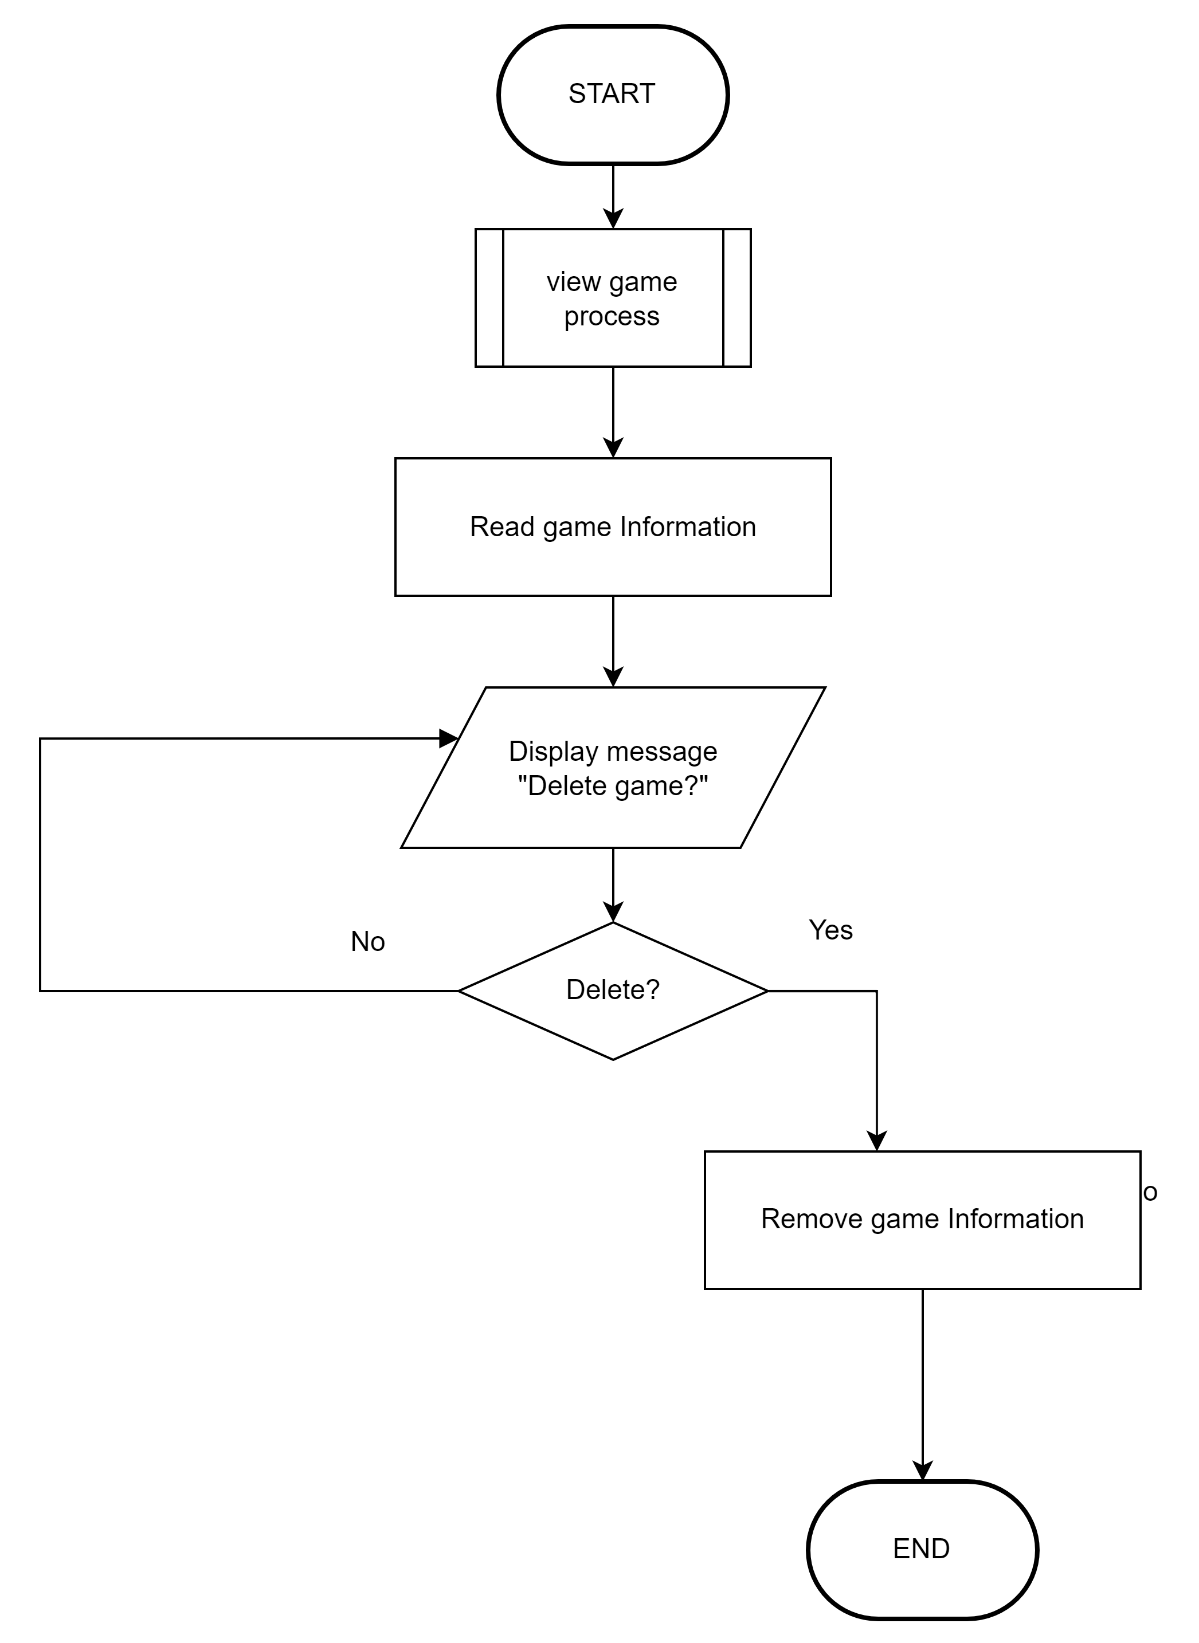 START
view game
process
Read game Information
Display message
"Delete game?"
No
Yes
Delete?
o
Remove game Information
END